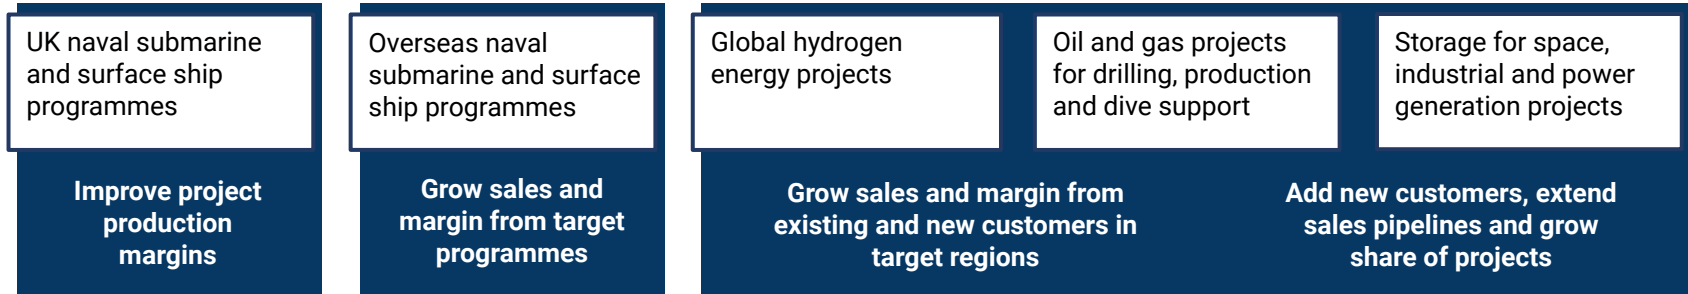 UK naval submarine
and surface ship
programmes
Improve project
production
margins
Overseas naval
submarine and surface
ship programmes
Grow sales and
margin from target
programmes
Global hydrogen
energy projects
Oil and gas projects
for drilling, production
and dive support
Storage for space,
industrial and power
generation projects
Grow sales and margin from
existing and new customers in
target regions
Add new customers, extend
sales pipelines and grow
share of projects